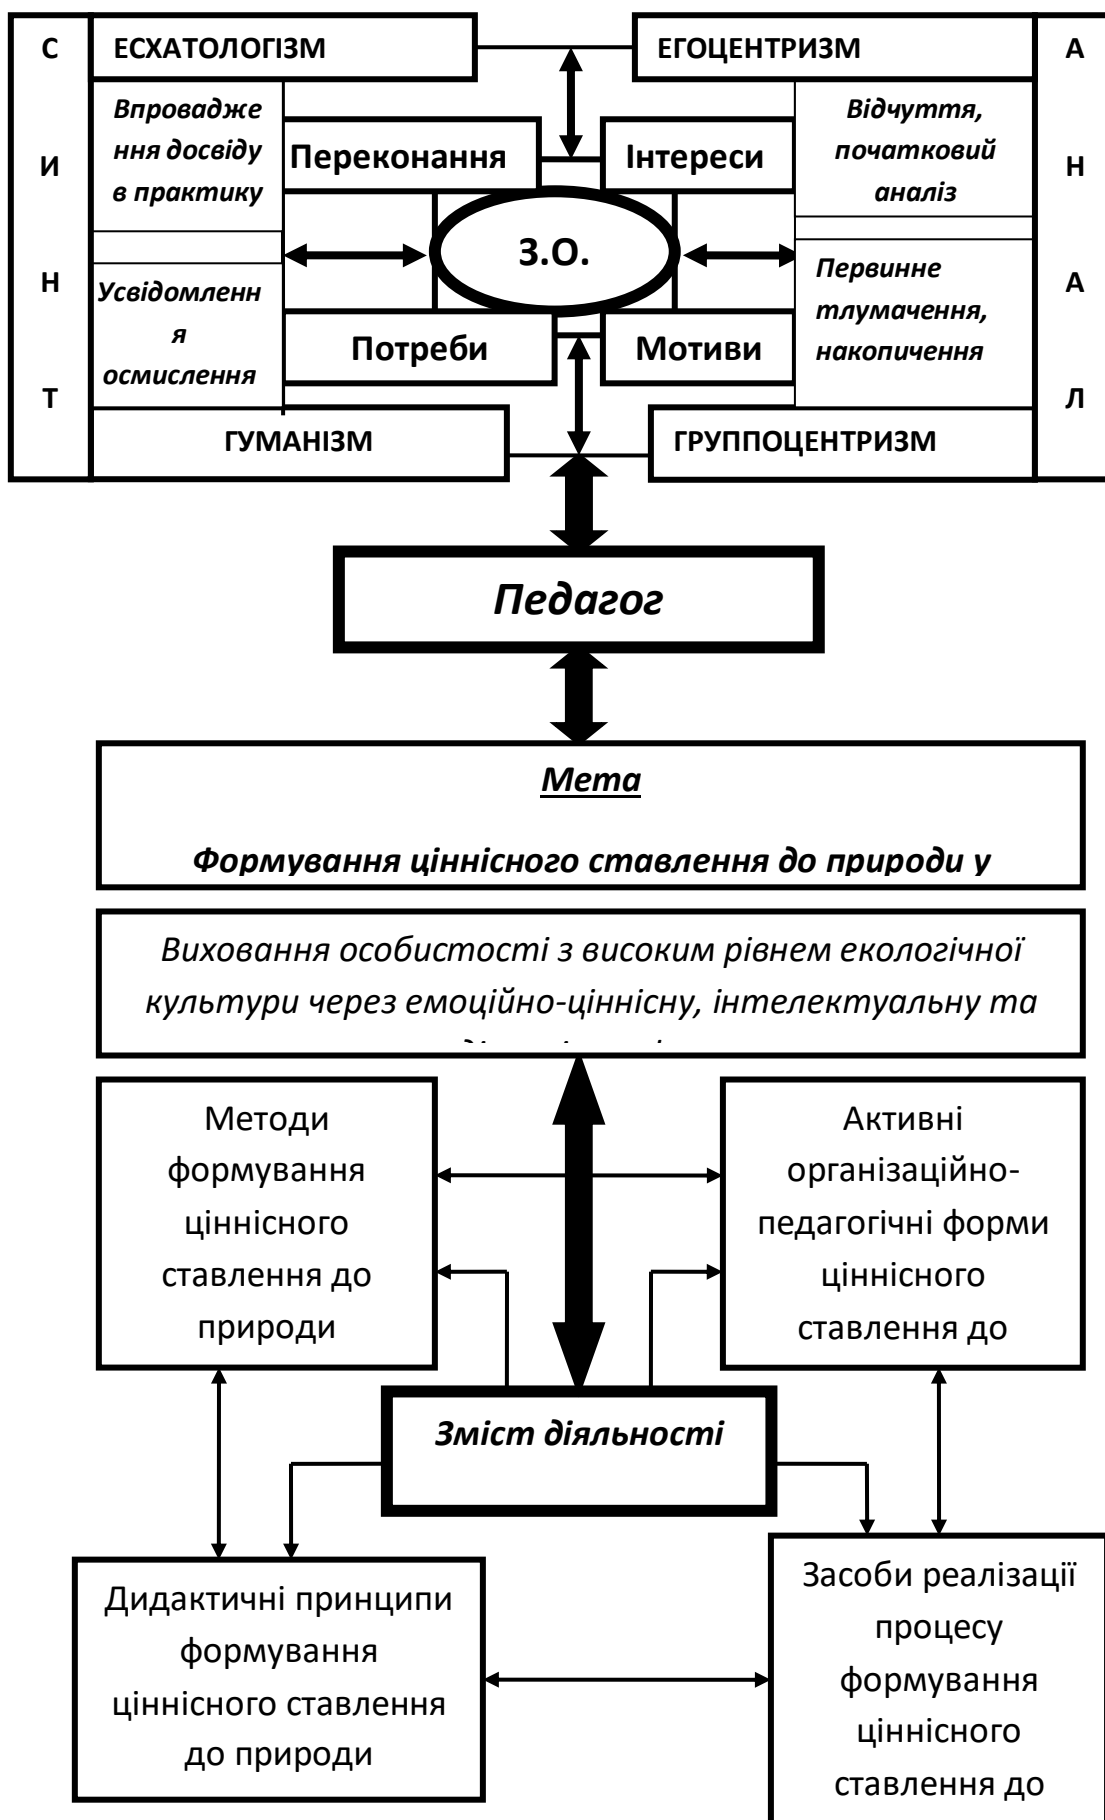 С
И
Н
Т
ЕСХАТОЛОГІЗМ
ЕГОЦЕНТРИЗМ
А
Н
А
Л
Впровадже
ння досвіду
в практику
Переконання
Інтереси
Відчуття,
початковий
аналіз
З.О.
Усвідомленн
я
осмислення
Потреби
Мотиви
Первинне
тлумачення,
накопичення
ГУМАНІЗМ
ГРУППОЦЕНТРИЗМ
Педагог
Мета
Формування ціннісного ставлення до природи у
Виховання особистості з високим рівнем екологічної
культури через емоційно-ціннісну, інтелектуальну та
Методи
формування
ціннісного
ставлення до
природи
Активні
організаційно-
педагогічні форми
ціннісного
ставлення до
Зміст діяльності
Дидактичні принципи
формування
ціннісного ставлення
до природи
Засоби реалізації
процесу
формування
ціннісного
ставлення до